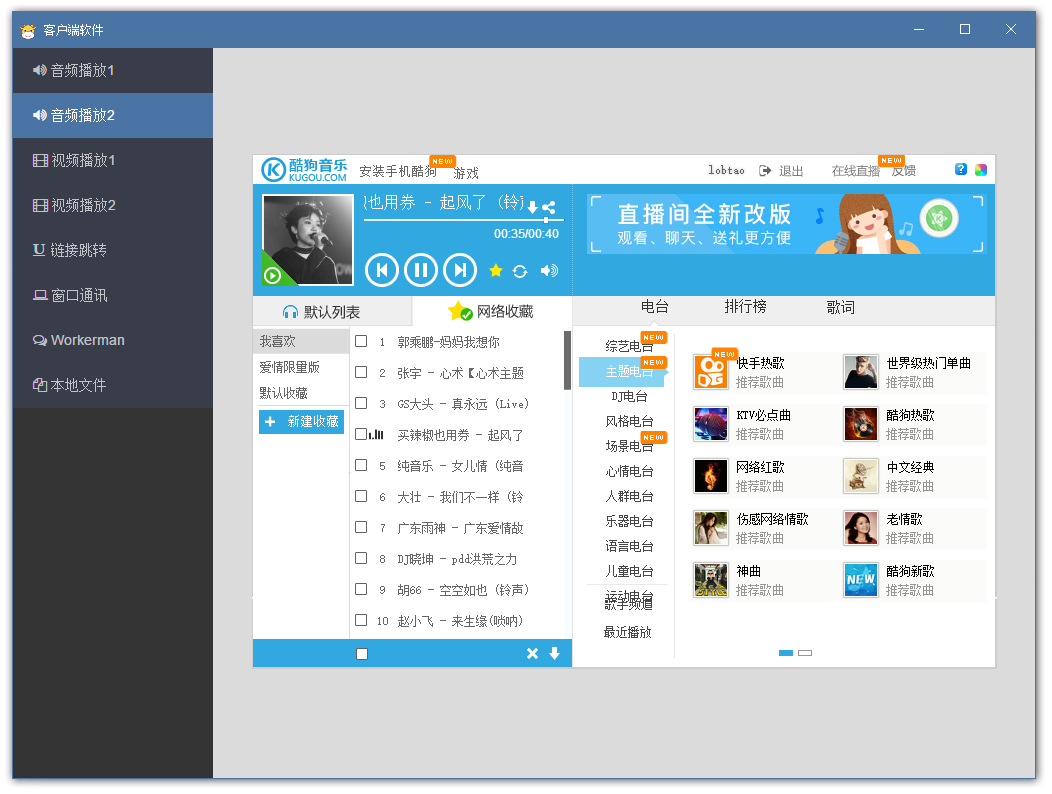 客户端软件
音频播放1
音频播放2
视频播放1
视频播放2
链接跳转
窗口通讯
Workerman
本地文件
酷狗音乐
KUGOU.COM
安装手机酷狗
NEW
游戏
lobtao
退出
在线直播
NEW
反馈
也用券 - 起风了 (铃)
00:35/00:40
直播间全新改版
观看、聊天、送礼更方便
默认列表
网络收藏
电台
排行榜
歌词
我喜欢
爱情限量版
默认收藏
+ 新建收藏
1 郭乘鹏-妈妈我想你
2 张宇 - 心术【心术主题
3 GS大头 - 真永远 (Live)
买辣椒也用券 - 起风了
5 纯音乐 - 女儿情 (纯音
6 大壮 - 我们不一样 (铃
7 广东雨神 - 广东爱情故
8 DJ晓坤 - pdd洪荒之力
9 胡66 - 空空如也 (铃声)
10 赵小飞 - 来生缘(唢呐)
综艺电台
NEW
主题电台
NEW
DJ电台
风格电台
场景电台
NEW
心情电台
人群电台
乐器电台
语言电台
儿童电台
运动电台
歌手频道
最近播放
NEW
快手热歌
推荐歌曲
世界级热门单曲
推荐歌曲
KTV必点曲
推荐歌曲
酷狗热歌
推荐歌曲
网络红歌
推荐歌曲
中文经典
推荐歌曲
伤感网络情歌
推荐歌曲
老情歌
推荐歌曲
神曲
推荐歌曲
NEW
酷狗新歌
推荐歌曲